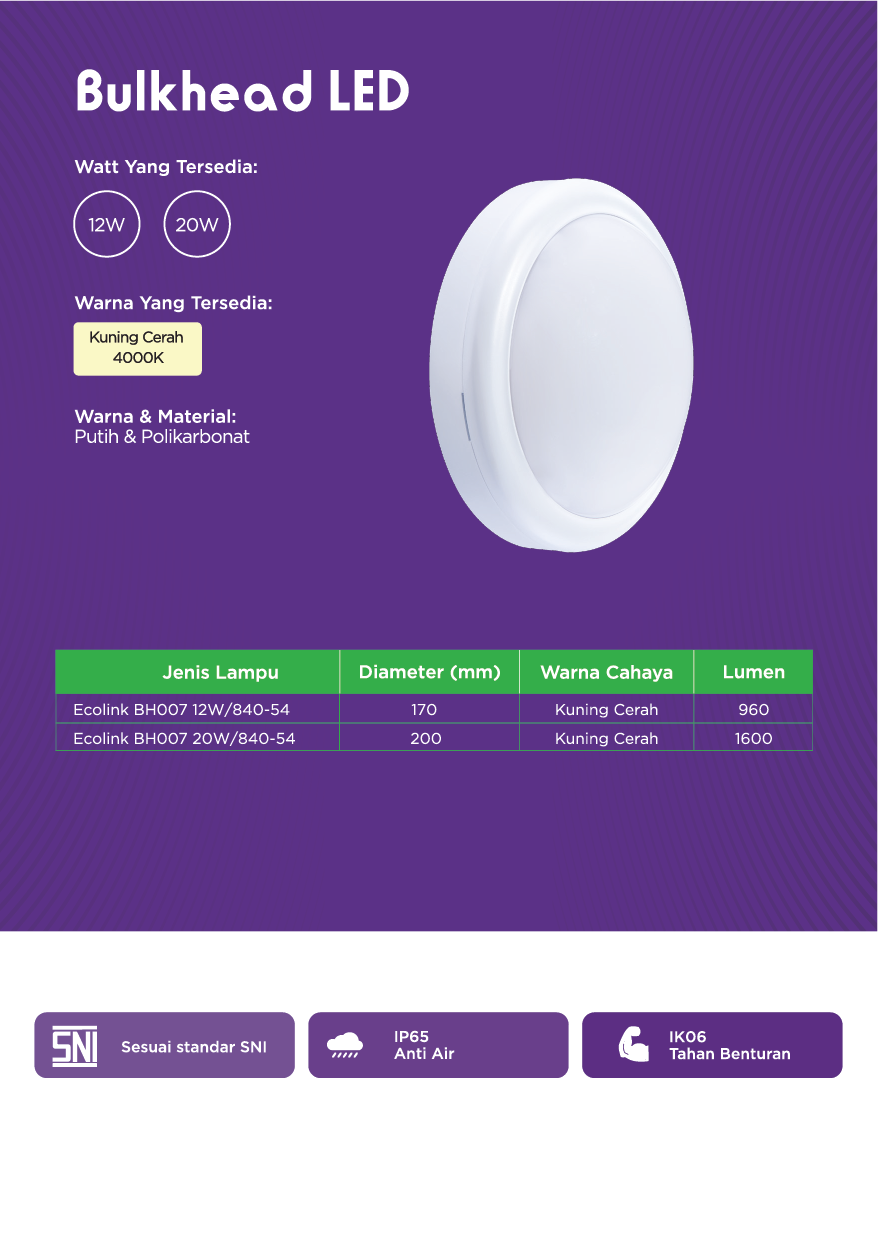 Bulkhead LED
Watt Yang Tersedia:
12W 20W
Warna Yang Tersedia:
Kuning Cerah
4000K
Warna & Material:
Putih & Polikarbonat
Jenis Lampu Diameter (mm) Warna Cahaya Lumen
Ecolink BH007 12W/840-54 170 Kuning Cerah 960
Ecolink BH007 20W/840-54 200 Kuning Cerah 1600
SNI Sesuai standar SNI
IP65
Anti Air
IK06
Tahan Benturan